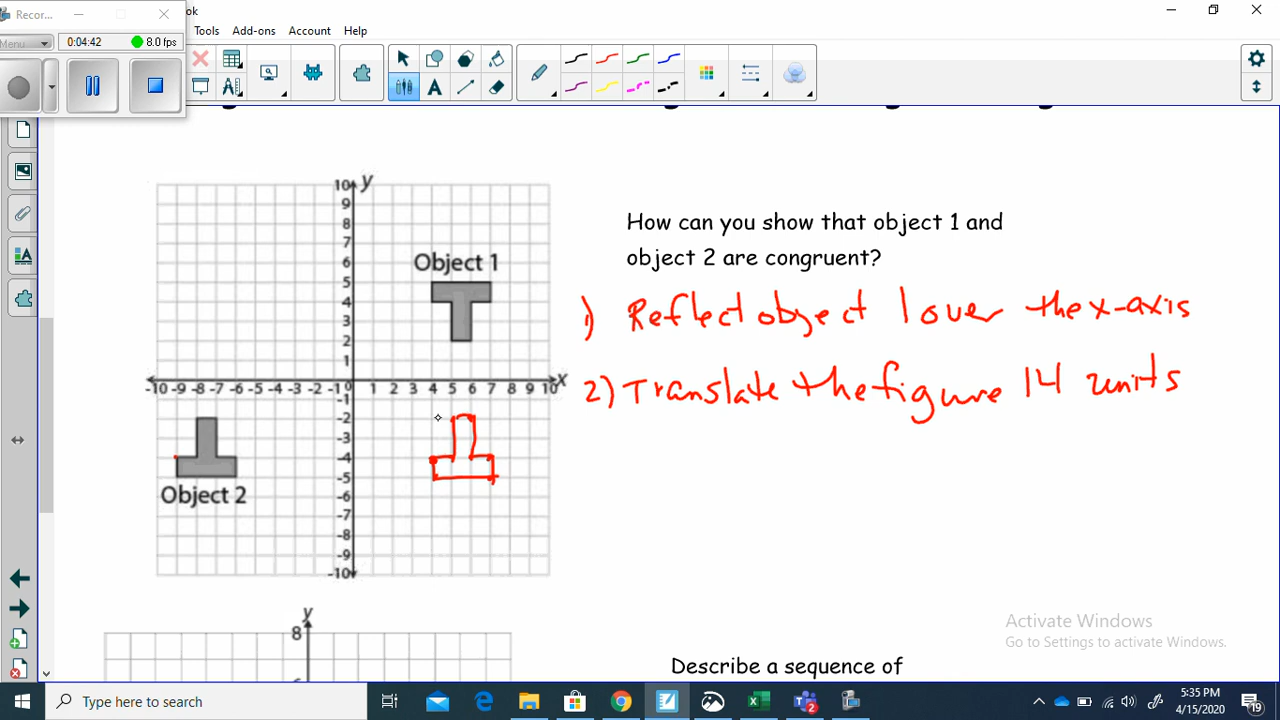 Recor...
ok
Menu
0:04:42
8.0 fps
Tools Add-ons Account Help
y
10
9
8
7
6
5
4
3
2
1
Object 1
-10 -9 -8 -7 -6 -5 -4 -3 -2 -1 0 1 2 3 4 5 6 7 8 9 10 x
-1
-2
-3
-4
-5
-6
-7
-8
-9
-10
Object 2
How can you show that object 1 and
object 2 are congruent?
1) Reflect object 1 over the x-axis
2) Translate the figure 14 units
y
8
Describe a sequence of
Activate Windows
Go to Settings to activate Windows.
Type here to search
5:35 PM
4/15/2020
19